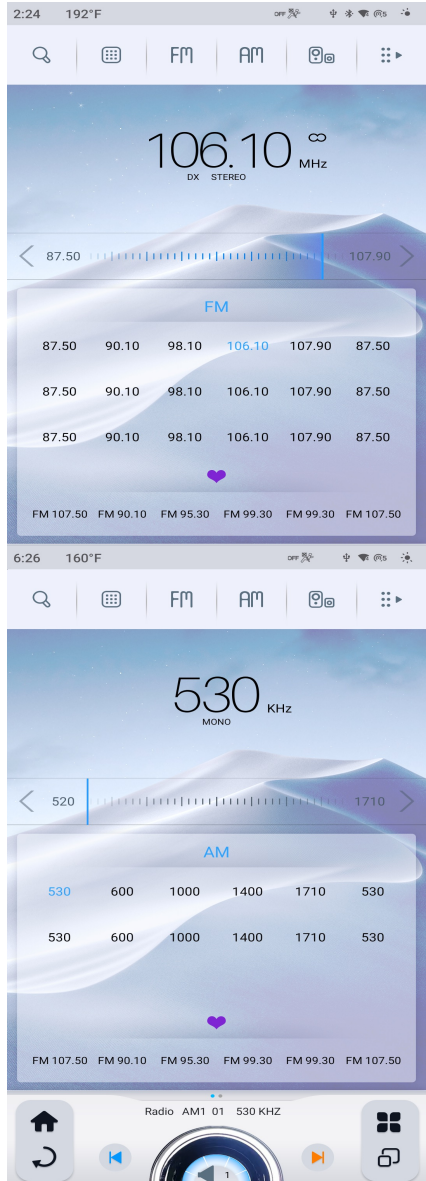 2:24 192°F OFF 5
FM AM
106.10 MHz
DX STEREO
87.50 107.90
FM
87.50 90.10 98.10 106.10 107.90 87.50
87.50 90.10 98.10 106.10 107.90 87.50
87.50 90.10 98.10 106.10 107.90 87.50
FM 107.50 FM 90.10 FM 95.30 FM 99.30 FM 99.30 FM 107.50
6:26 160°F OFF 5
FM AM
530 KHz
MONO
520 1710
AM
530 600 1000 1400 1710 530
530 600 1000 1400 1710 530
FM 107.50 FM 90.10 FM 95.30 FM 99.30 FM 99.30 FM 107.50
Radio AM1 01 530 KHZ
1